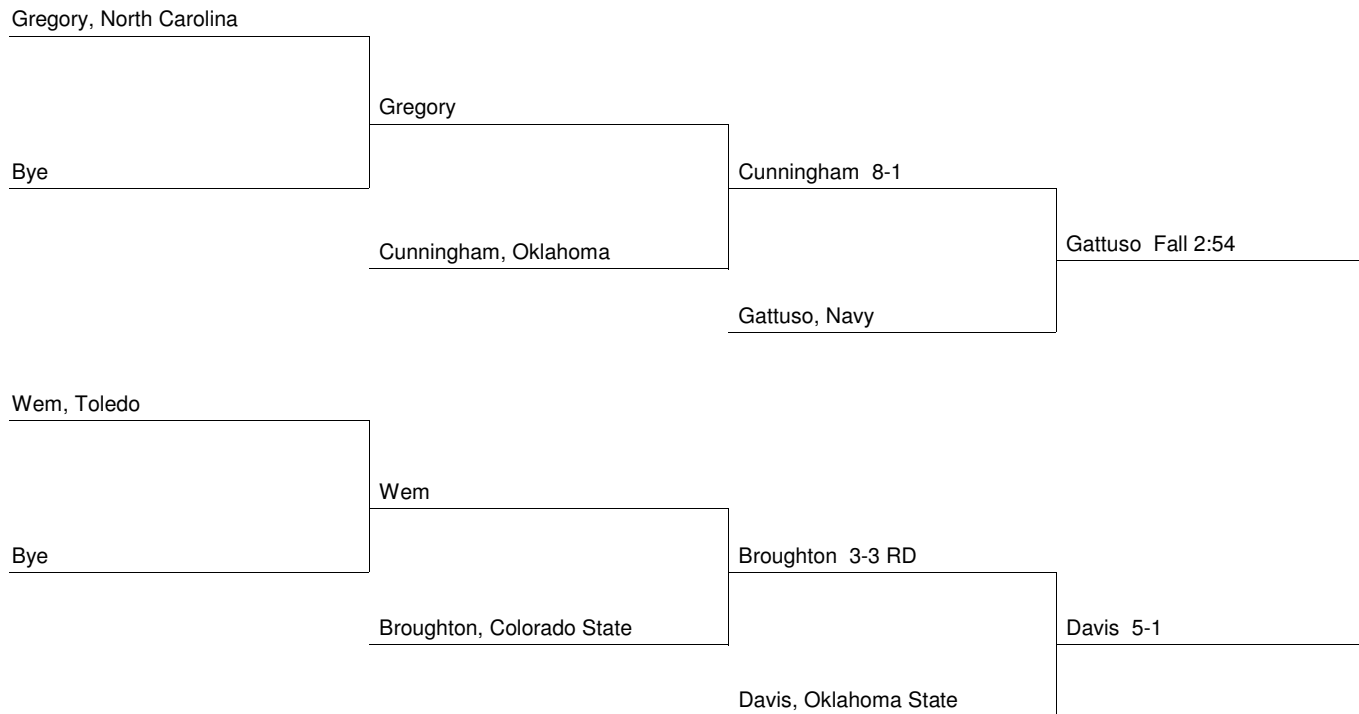 Gregory, North Carolina
Gregory
Bye
Cunningham 8-1
Cunningham, Oklahoma
Gattuso Fall 2:54
Gattuso, Navy
Wem, Toledo
Wem
Bye
Broughton 3-3 RD
Broughton, Colorado State
Davis 5-1
Davis, Oklahoma State